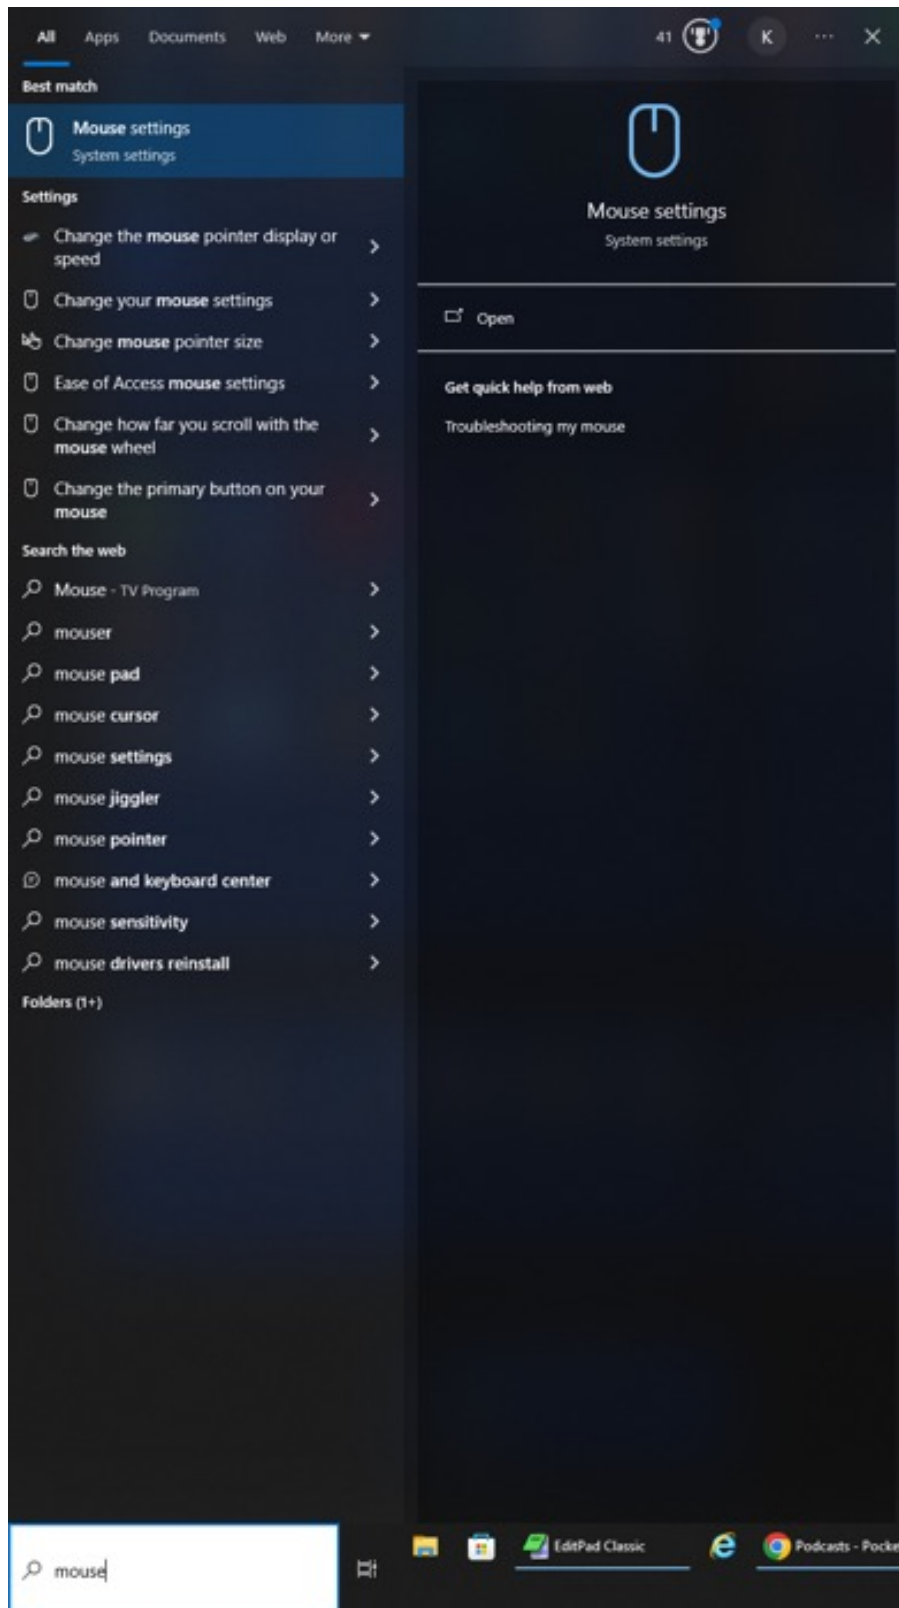 All Apps Documents Web More 41 K
Best match
Mouse settings
System settings
Settings
Change the mouse pointer display or
speed
Change your mouse settings
Change mouse pointer size
Ease of Access mouse settings
Change how far you scroll with the
mouse wheel
Change the primary button on your
mouse
Search the web
Mouse - TV Program
mouser
mouse pad
mouse cursor
mouse settings
mouse jiggler
mouse pointer
mouse and keyboard center
mouse sensitivity
mouse drivers reinstall
Folders (1+)
Mouse settings
System settings
Open
Get quick help from web
Troubleshooting my mouse
mouse
EditPad Classic
Podcasts - Pocke